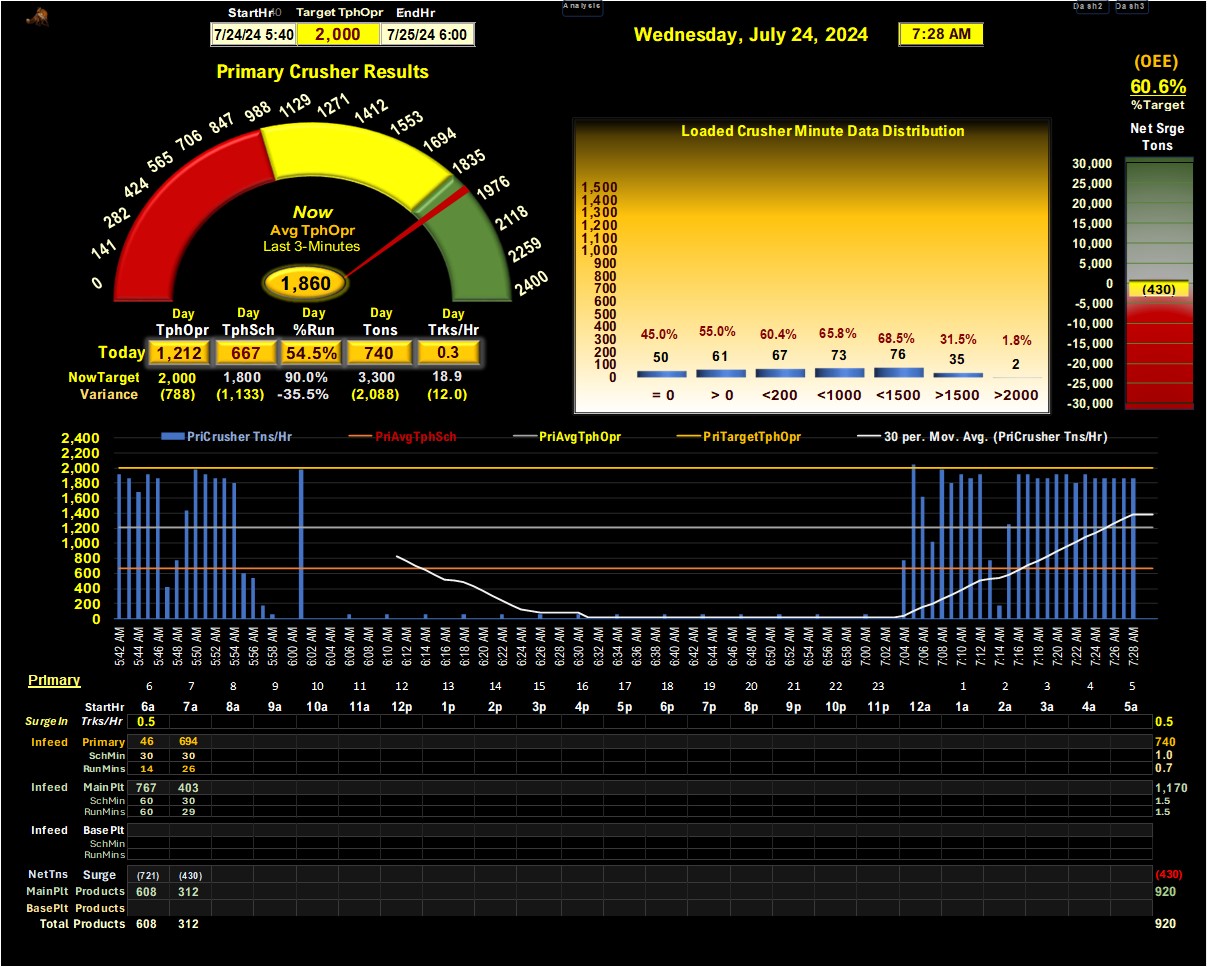 Analysis
Dash2 Dash3
StartHr Target TphOpr EndHr
7/24/24 5:40 2,000 7/25/24 6:00
Wednesday, July 24, 2024 7:28 AM
(OEE)
60.6%
%Target
Primary Crusher Results
0 141 282 424 565 706 847 988 1129 1271 1412 1553 1694 1835 1976 2118 2259 2400
Now
Avg TphOpr
Last 3-Minutes
1,860
Day Day Day Day Day
TphOpr TphSch %Run Tons Trks/Hr
Today 1,212 667 54.5% 740 0.3
NowTarget 2,000 1,800 90.0% 3,300 18.9
Variance (788) (1,133) -35.5% (2,088) (12.0)
Loaded Crusher Minute Data Distribution
1,500
1,400
1,300
1,200
1,100
1,000
900
800
700
600
500
400
300
200
100
0
45.0% 55.0% 60.4% 65.8% 68.5% 31.5% 1.8%
50 61 67 73 76 35 2
= 0 > 0 <200 <1000 <1500 >1500 >2000
Net Srge
Tons
30,000
25,000
20,000
15,000
10,000
5,000
0
(430)
-5,000
-10,000
-15,000
-20,000
-25,000
-30,000
PriCrusher Tns/Hr PriAvgTphSch PriAvgTphOpr PriTargetTphOpr 30 per. Mov. Avg. (PriCrusher Tns/Hr)
2,400
2,200
2,000
1,800
1,600
1,400
1,200
1,000
800
600
400
200
0
5:42 AM 5:44 AM 5:46 AM 5:48 AM 5:50 AM 5:52 AM 5:54 AM 5:56 AM 5:58 AM 6:00 AM 6:02 AM 6:04 AM 6:06 AM 6:08 AM 6:10 AM 6:12 AM 6:14 AM 6:16 AM 6:18 AM 6:20 AM 6:22 AM 6:24 AM 6:26 AM 6:28 AM 6:30 AM 6:32 AM 6:34 AM 6:36 AM 6:38 AM 6:40 AM 6:42 AM 6:44 AM 6:46 AM 6:48 AM 6:50 AM 6:52 AM 6:54 AM 6:56 AM 6:58 AM 7:00 AM 7:02 AM 7:04 AM 7:06 AM 7:08 AM 7:10 AM 7:12 AM 7:14 AM 7:16 AM 7:18 AM 7:20 AM 7:22 AM 7:24 AM 7:26 AM 7:28 AM
Primary
6 7 8 9 10 11 12 13 14 15 16 17 18 19 20 21 22 23 1 2 3 4 5
StartHr 6a 7a 8a 9a 10a 11a 12p 1p 2p 3p 4p 5p 6p 7p 8p 9p 10p 11p 12a 1a 2a 3a 4a 5a
SurgeIn Trks/Hr 0.5 0.5
Infeed Primary 46 694 740
SchMin 30 30 1.0
RunMins 14 26 0.7
Infeed MainPlt 767 403 1,170
SchMin 60 30 1.5
RunMins 60 29 1.5
Infeed BasePlt
SchMin
RunMins
NetTns Surge (721) (430) (430)
MainPlt Products 608 312 920
BasePlt Products
Total Products 608 312 920